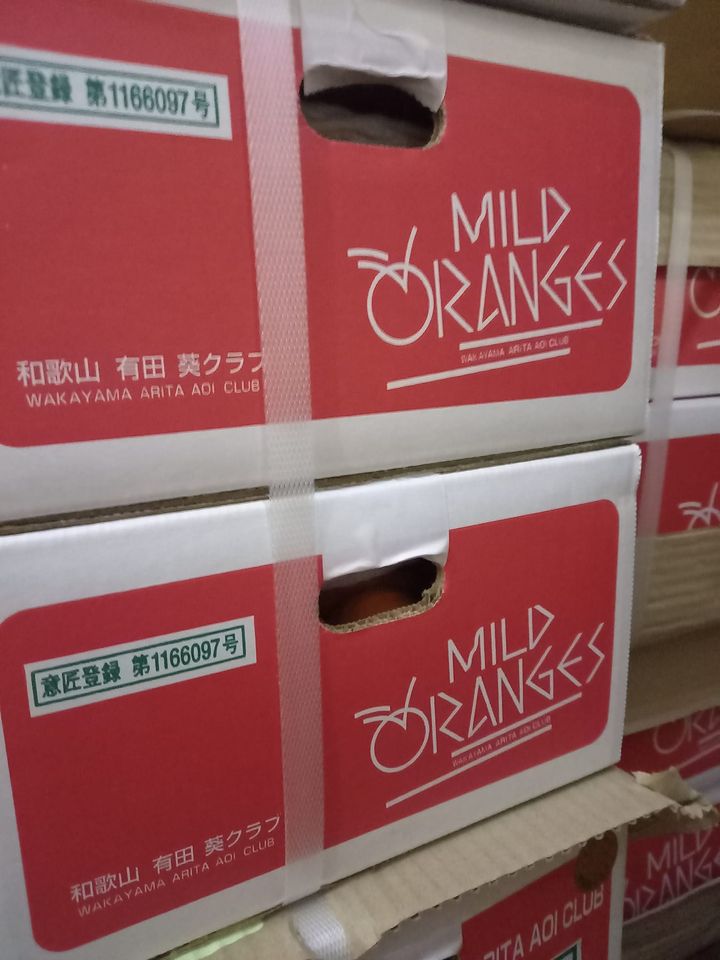 意匠登録 第1166097号
MILD
ORANGES
WAKAYAMA ARITA AOI CLUB
和歌山 有田 葵クラブ
WAKAYAMA ARITA AOI CLUB
意匠登録 第1166097号
MILD
ORANGES
WAKAYAMA ARITA AOI CLUB
和歌山 有田 葵クラブ
WAKAYAMA ARITA AOI CLUB
MILD
ORANG
RITA AOI CLUB